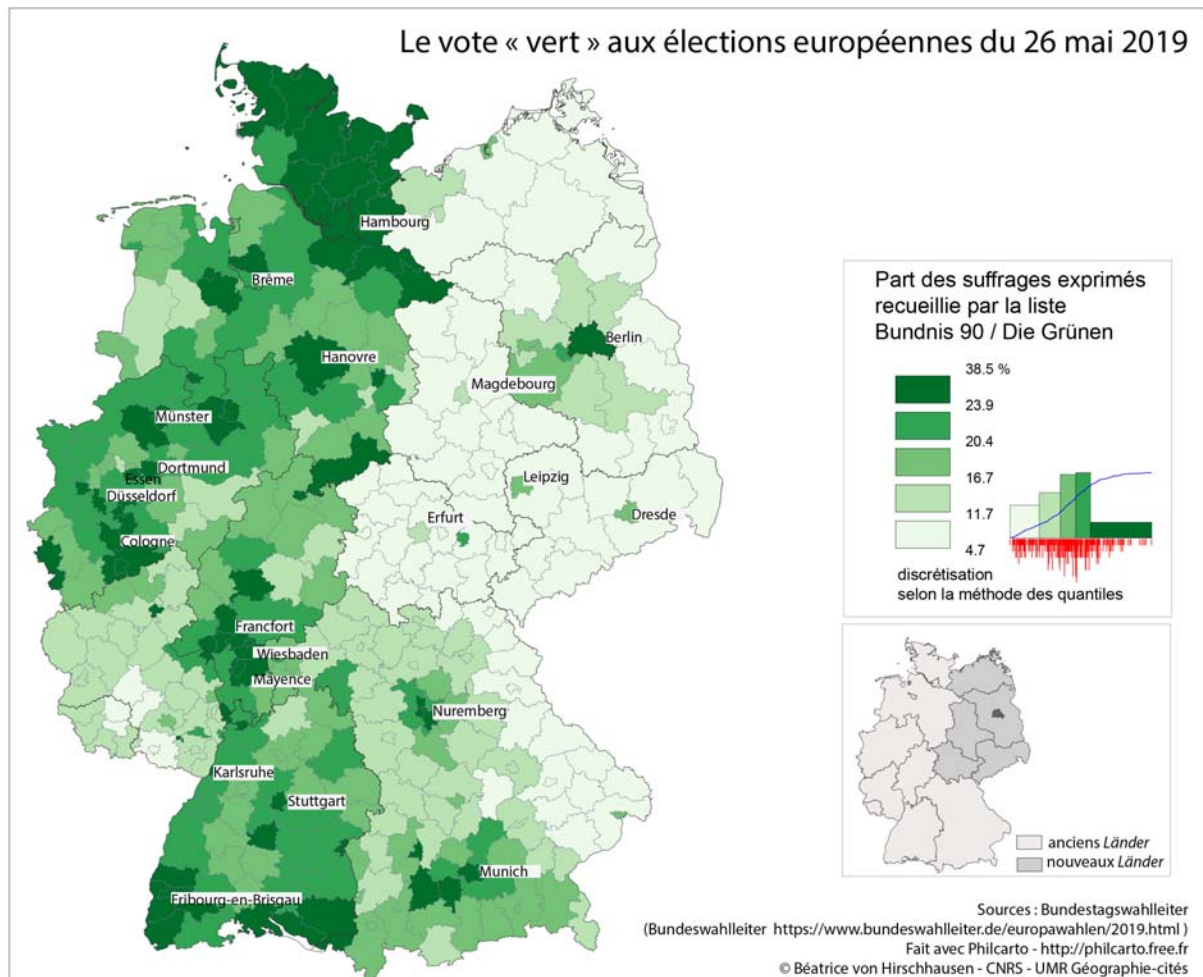 Le vote « vert » aux élections européennes du 26 mai 2019
Hambourg
Brême
Berlin
Hanovre
Magdebourg
Münster
Dortmund
Essen
Düsseldorf
Leipzig
Dresde
Erfurt
Cologne
Francfort
Wiesbaden
Mayence
Nuremberg
Karlsruhe
Stuttgart
Munich
Fribourg-en-Brisgau
Part des suffrages exprimés
recueillie par la liste
Bundnis 90 / Die Grünen
38.5 %
23.9
20.4
16.7
11.7
4.7
discrétisation
selon la méthode des quantiles
anciens Länder
nouveaux Länder
Sources : Bundestagswahlleiter
(Bundeswahlleiter https://www.bundeswahlleiter.de/europawahlen/2019.html )
Fait avec Philcarto - http://philcarto.free.fr
© Béatrice von Hirschhausen - CNRS - UMR Géographie-cités